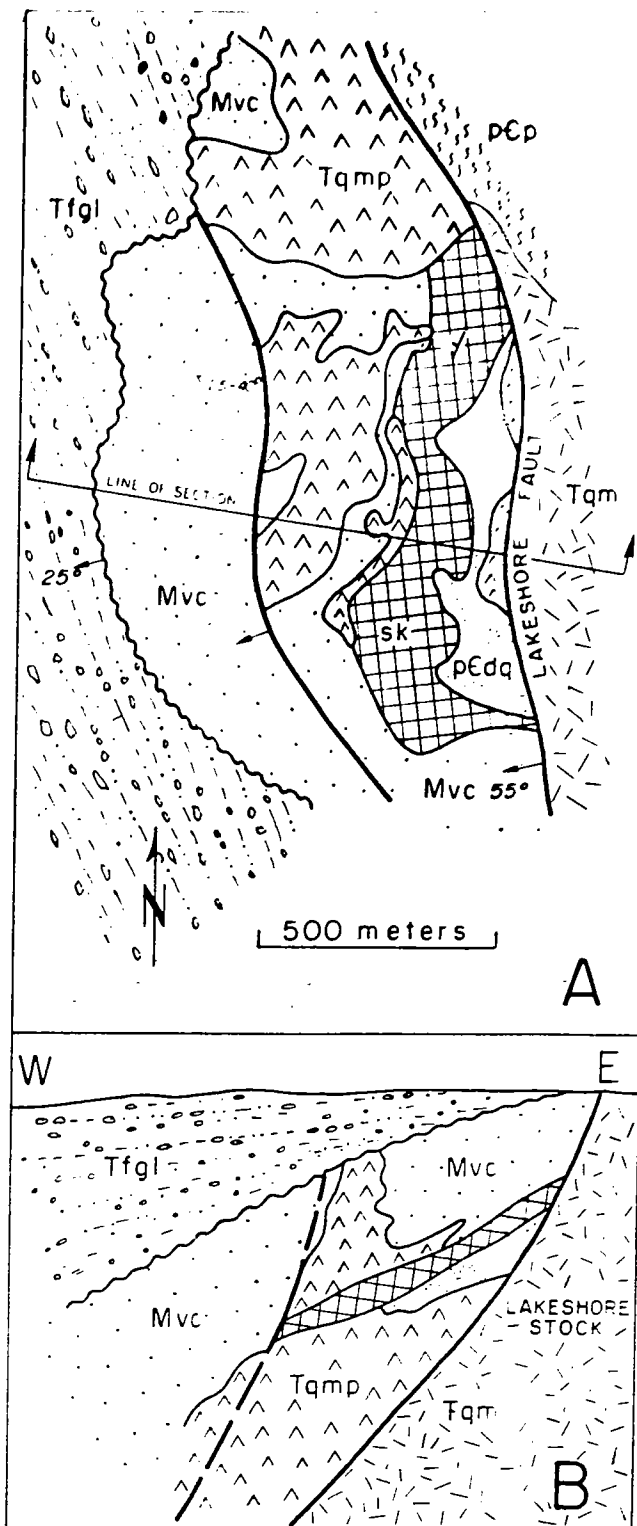 Mvc
pЄp
Tqmp
Tfgl
LINE OF SECTION
LAKESHORE FAULT
Tqm
25°
Mvc
sk
pЄdq
Mvc 55°
N
500 meters
A
W
E
Tfgl
Mvc
Mvc
LAKESHORE
STOCK
Tqmp
Tqm
B